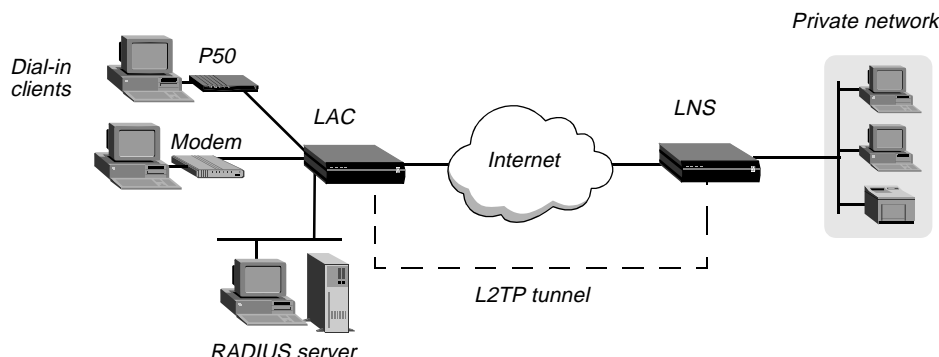 Private network
P50
Dial-in
clients
LAC
LNS
Modem
Internet
L2TP tunnel
RADIUS server